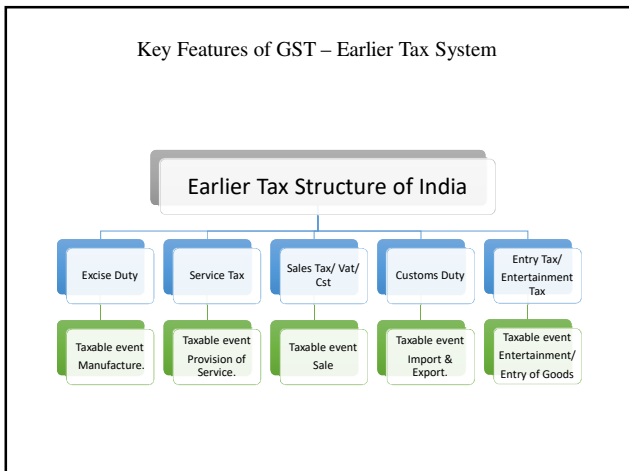 Key Features of GST – Earlier Tax System
Earlier Tax Structure of India
Excise Duty
Taxable event
Manufacture.
Service Tax
Taxable event
Provision of
Service.
Sales Tax/ Vat/
Cst
Taxable event
Sale
Customs Duty
Taxable event
Import &
Export.
Entry Tax/
Entertainment
Tax
Taxable event
Entertainment/
Entry of Goods